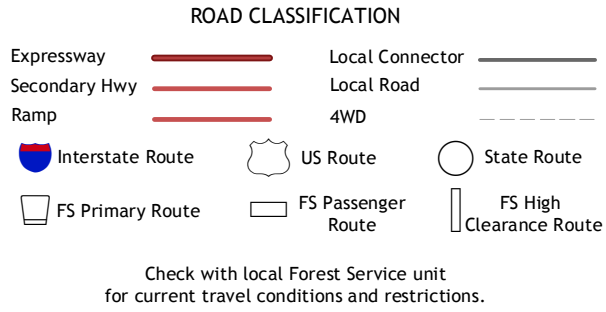 ROAD CLASSIFICATION
Expressway
Local Connector
Secondary Hwy
Local Road
Ramp
4WD
Interstate Route
US Route
State Route
FS Primary Route
FS Passenger
Route
FS High
Clearance Route
Check with local Forest Service unit
for current travel conditions and restrictions.